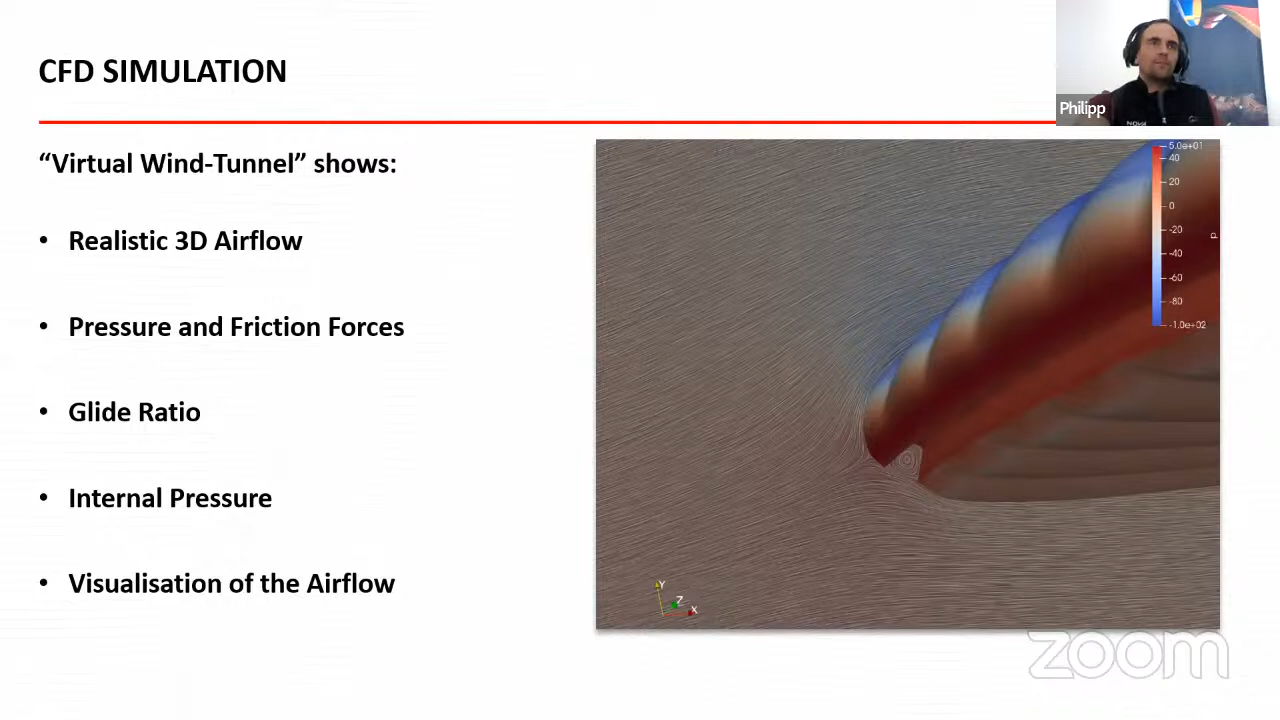 CFD SIMULATION
Philipp
NOVA
“Virtual Wind-Tunnel” shows:
• Realistic 3D Airflow
• Pressure and Friction Forces
• Glide Ratio
• Internal Pressure
• Visualisation of the Airflow
5.0e+01
40
20
0
-20
-40
-60
-80
-1.0e+02
p
Y
Z
X
zoom